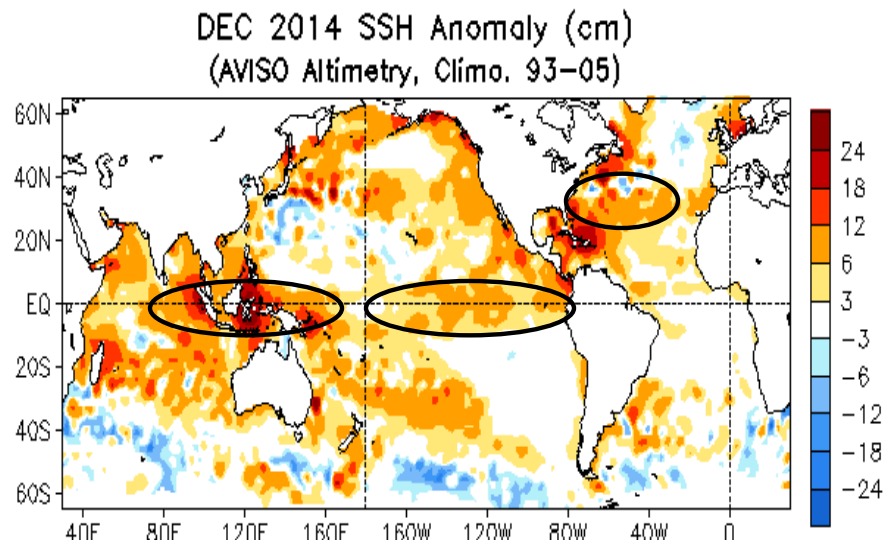 DEC 2014 SSH Anomaly (cm)
(AVISO Altimetry, Climo. 93-05)
60N
40N
20N
EQ
20S
40S
60S
40E 80E 120E 160E 160W 120W 80W 40W 0
24
18
12
6
3
-3
-6
-12
-18
-24